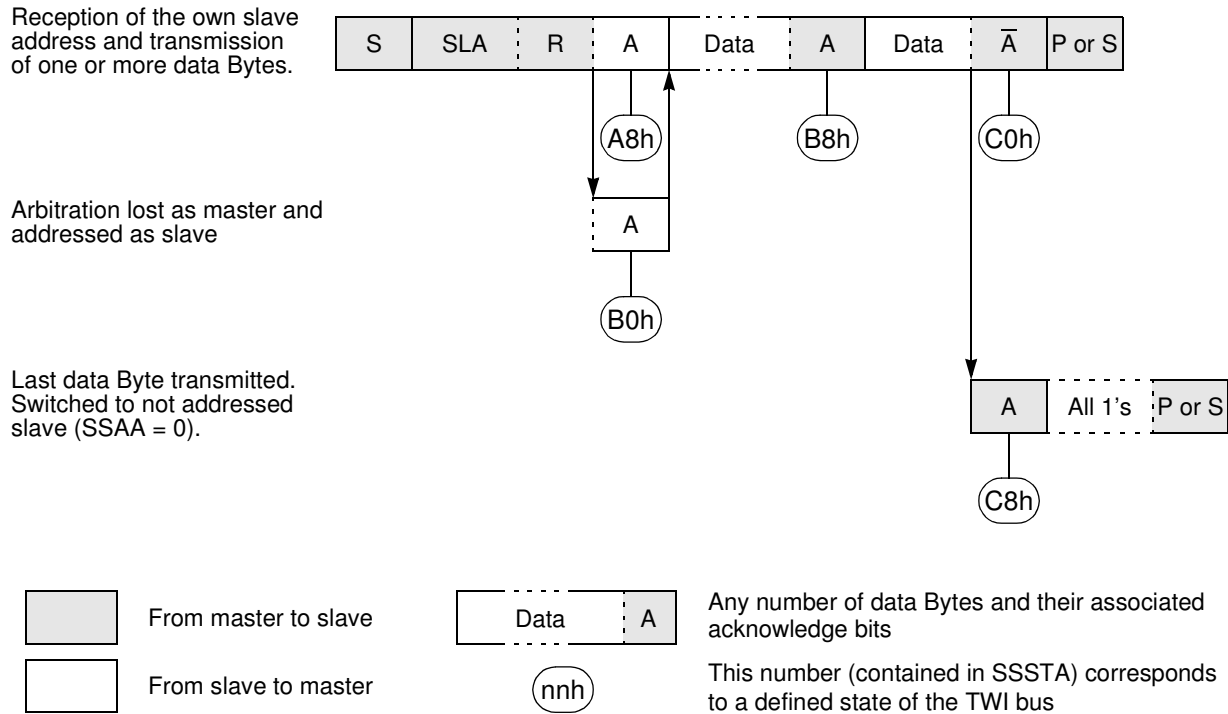 Reception of the own slave
address and transmission
of one or more data Bytes.
S SLA R A Data A Data A̅ P or S
A8h B8h C0h
Arbitration lost as master and
addressed as slave
A
B0h
Last data Byte transmitted.
Switched to not addressed
slave (SSAA = 0).
A All 1's P or S
C8h
From master to slave
Data A
Any number of data Bytes and their associated
acknowledge bits
From slave to master
nnh
This number (contained in SSSTA) corresponds
to a defined state of the TWI bus